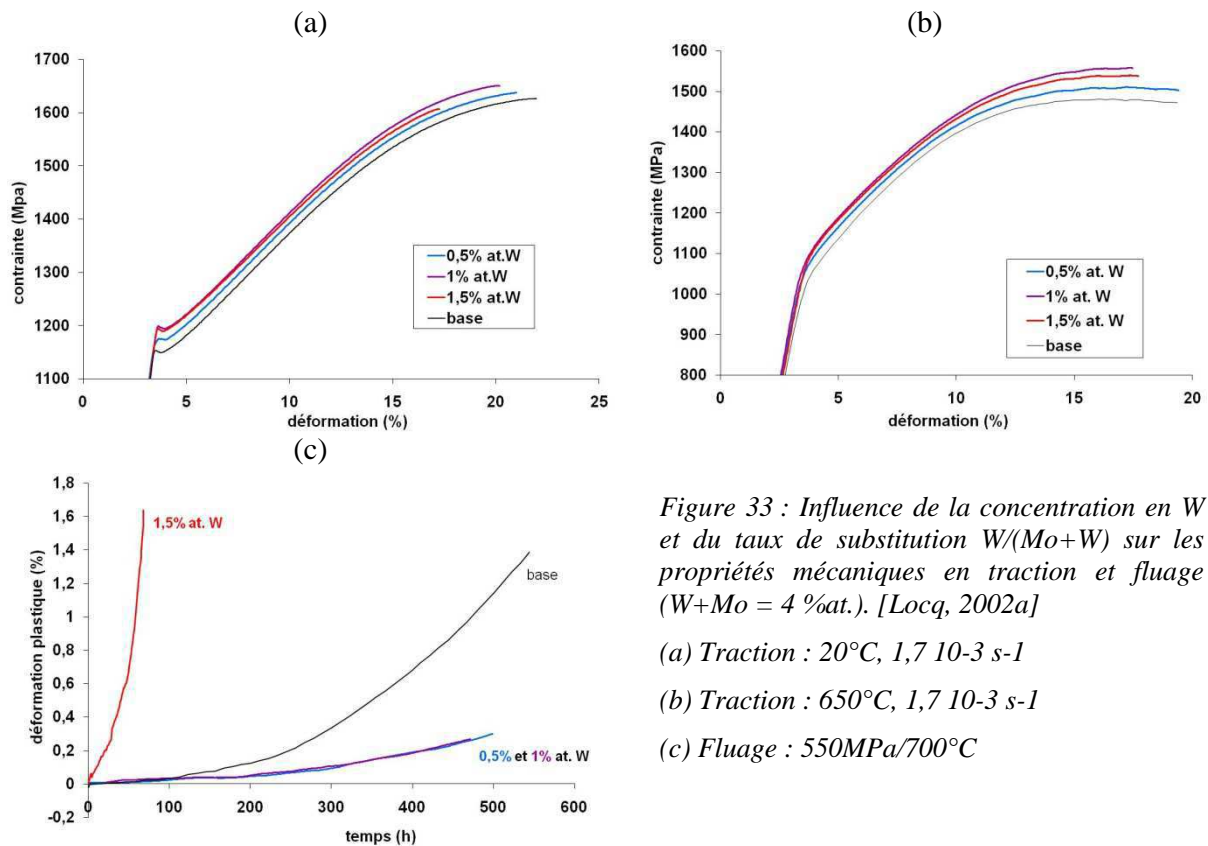 (a)
1700
1600
1500
1400
1300
1200
1100
contrainte (Mpa)
0,5% at.W
1% at.W
1,5% at.W
base
0 5 10 15 20 25
déformation (%)
(b)
1600
1500
1400
1300
1200
1100
1000
900
800
contrainte (MPa)
0,5% at. W
1% at. W
1,5% at. W
base
0 5 10 15 20
déformation (%)
(c)
1,8
1,6
1,4
1,2
1
0,8
0,6
0,4
0,2
0
-0,2
déformation plastique (%)
1,5% at. W
base
0,5% et 1% at. W
0 100 200 300 400 500 600
temps (h)
Figure 33 : Influence de la concentration en W
et du taux de substitution W/(Mo+W) sur les
propriétés mécaniques en traction et fluage
(W+Mo = 4 %at.). [Locq, 2002a]
(a) Traction : 20°C, 1,7 10-3 s-1
(b) Traction : 650°C, 1,7 10-3 s-1
(c) Fluage : 550MPa/700°C